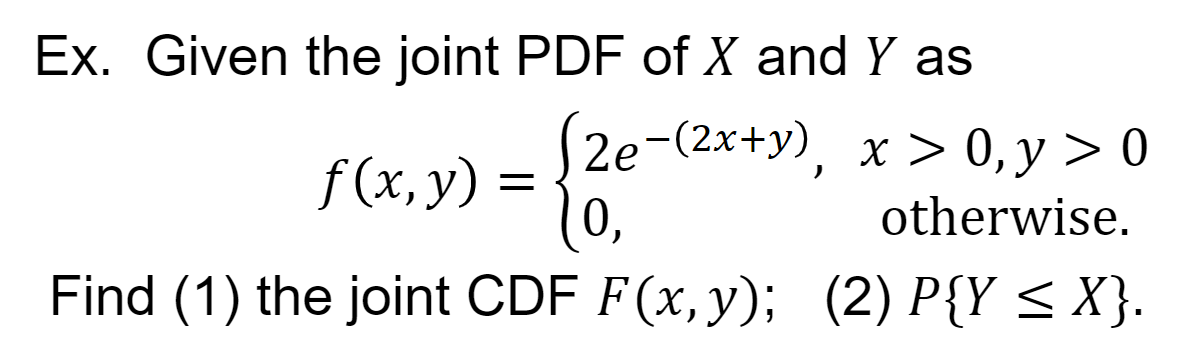 Ex. Given the joint PDF of X and Y as
f(x, y) = {2e^{-(2x+y)}, x > 0, y > 0
0, otherwise.
Find (1) the joint CDF F(x, y); (2) P{Y ≤ X}.